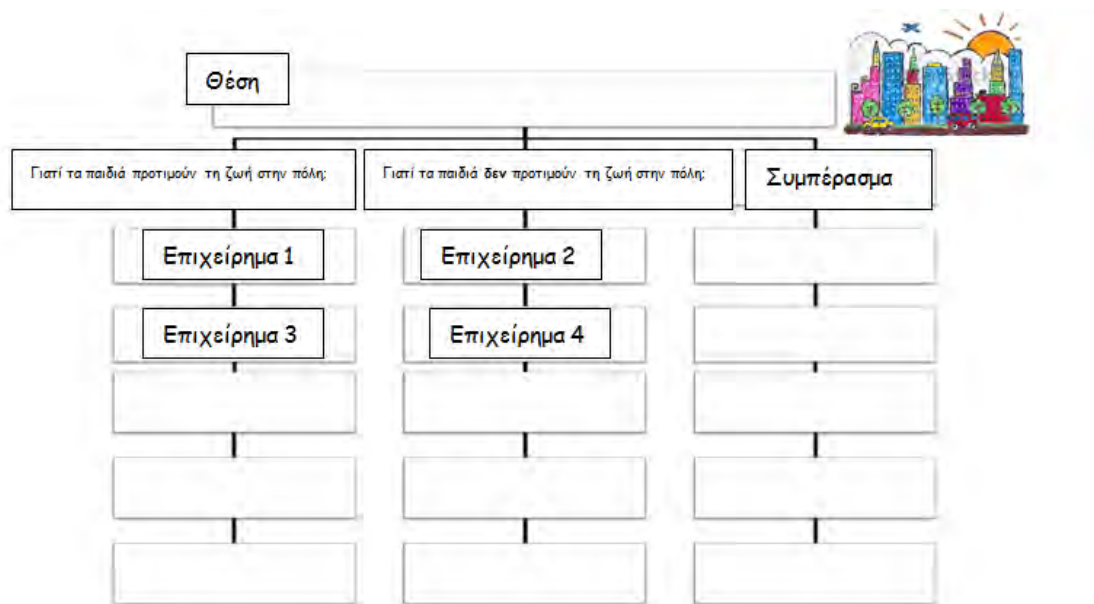 Θέση
Γιατί τα παιδιά προτιμούν τη ζωή στην πόλη;
Γιατί τα παιδιά δεν προτιμούν τη ζωή στην πόλη;
Συμπέρασμα
Επιχείρημα 1
Επιχείρημα 2
Επιχείρημα 3
Επιχείρημα 4